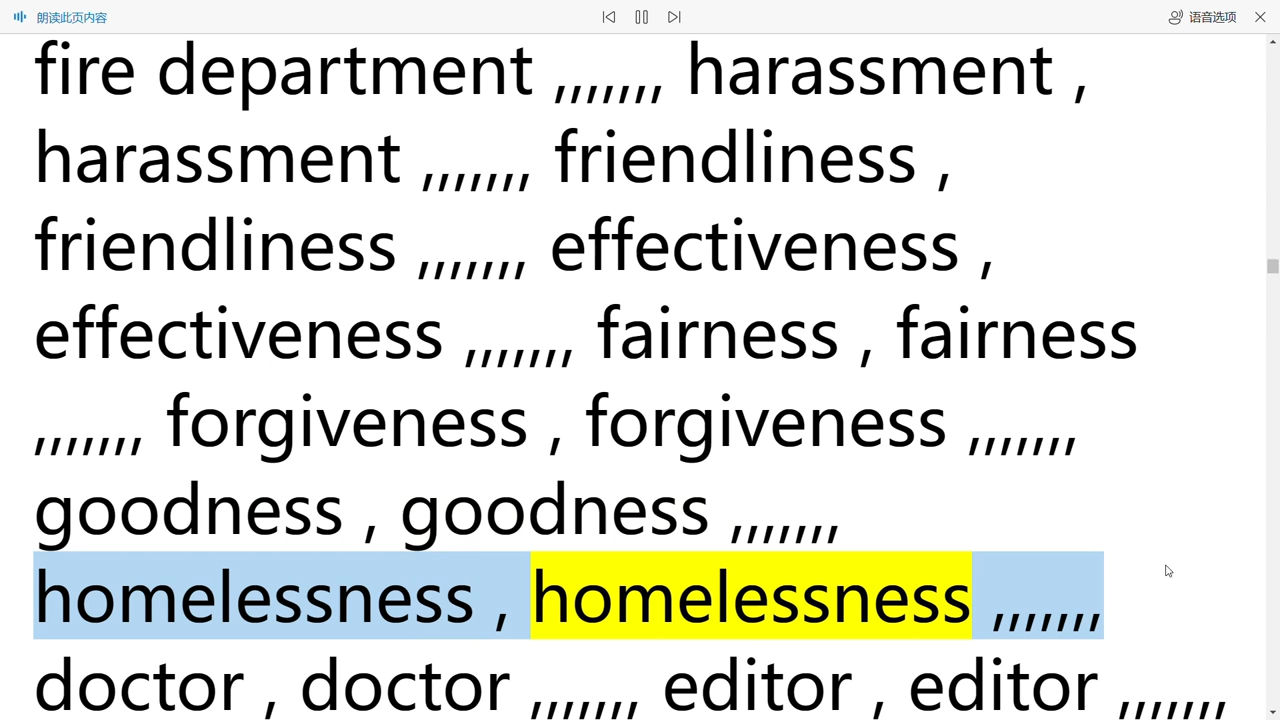 朗读此页内容
语音选项
fire department ,,,,,,, harassment ,
harassment ,,,,,,, friendliness ,
friendliness ,,,,,,, effectiveness ,
effectiveness ,,,,,,, fairness , fairness
,,,,,,, forgiveness , forgiveness ,,,,,,,
goodness , goodness ,,,,,,,
homelessness , homelessness ,,,,,,,
doctor , doctor ,,,,,,, editor , editor ,,,,,,,